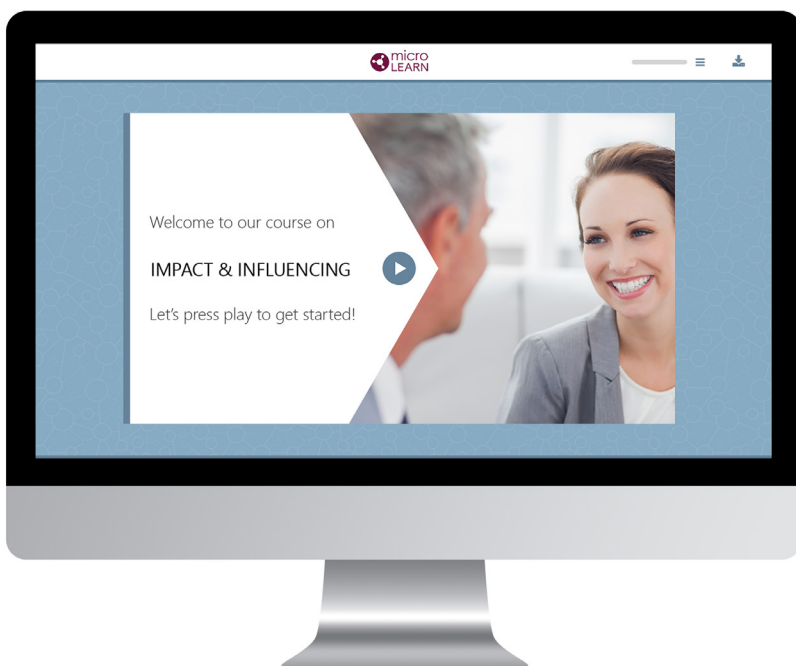 micro
LEARN
Welcome to our course on
IMPACT & INFLUENCING
Let's press play to get started!